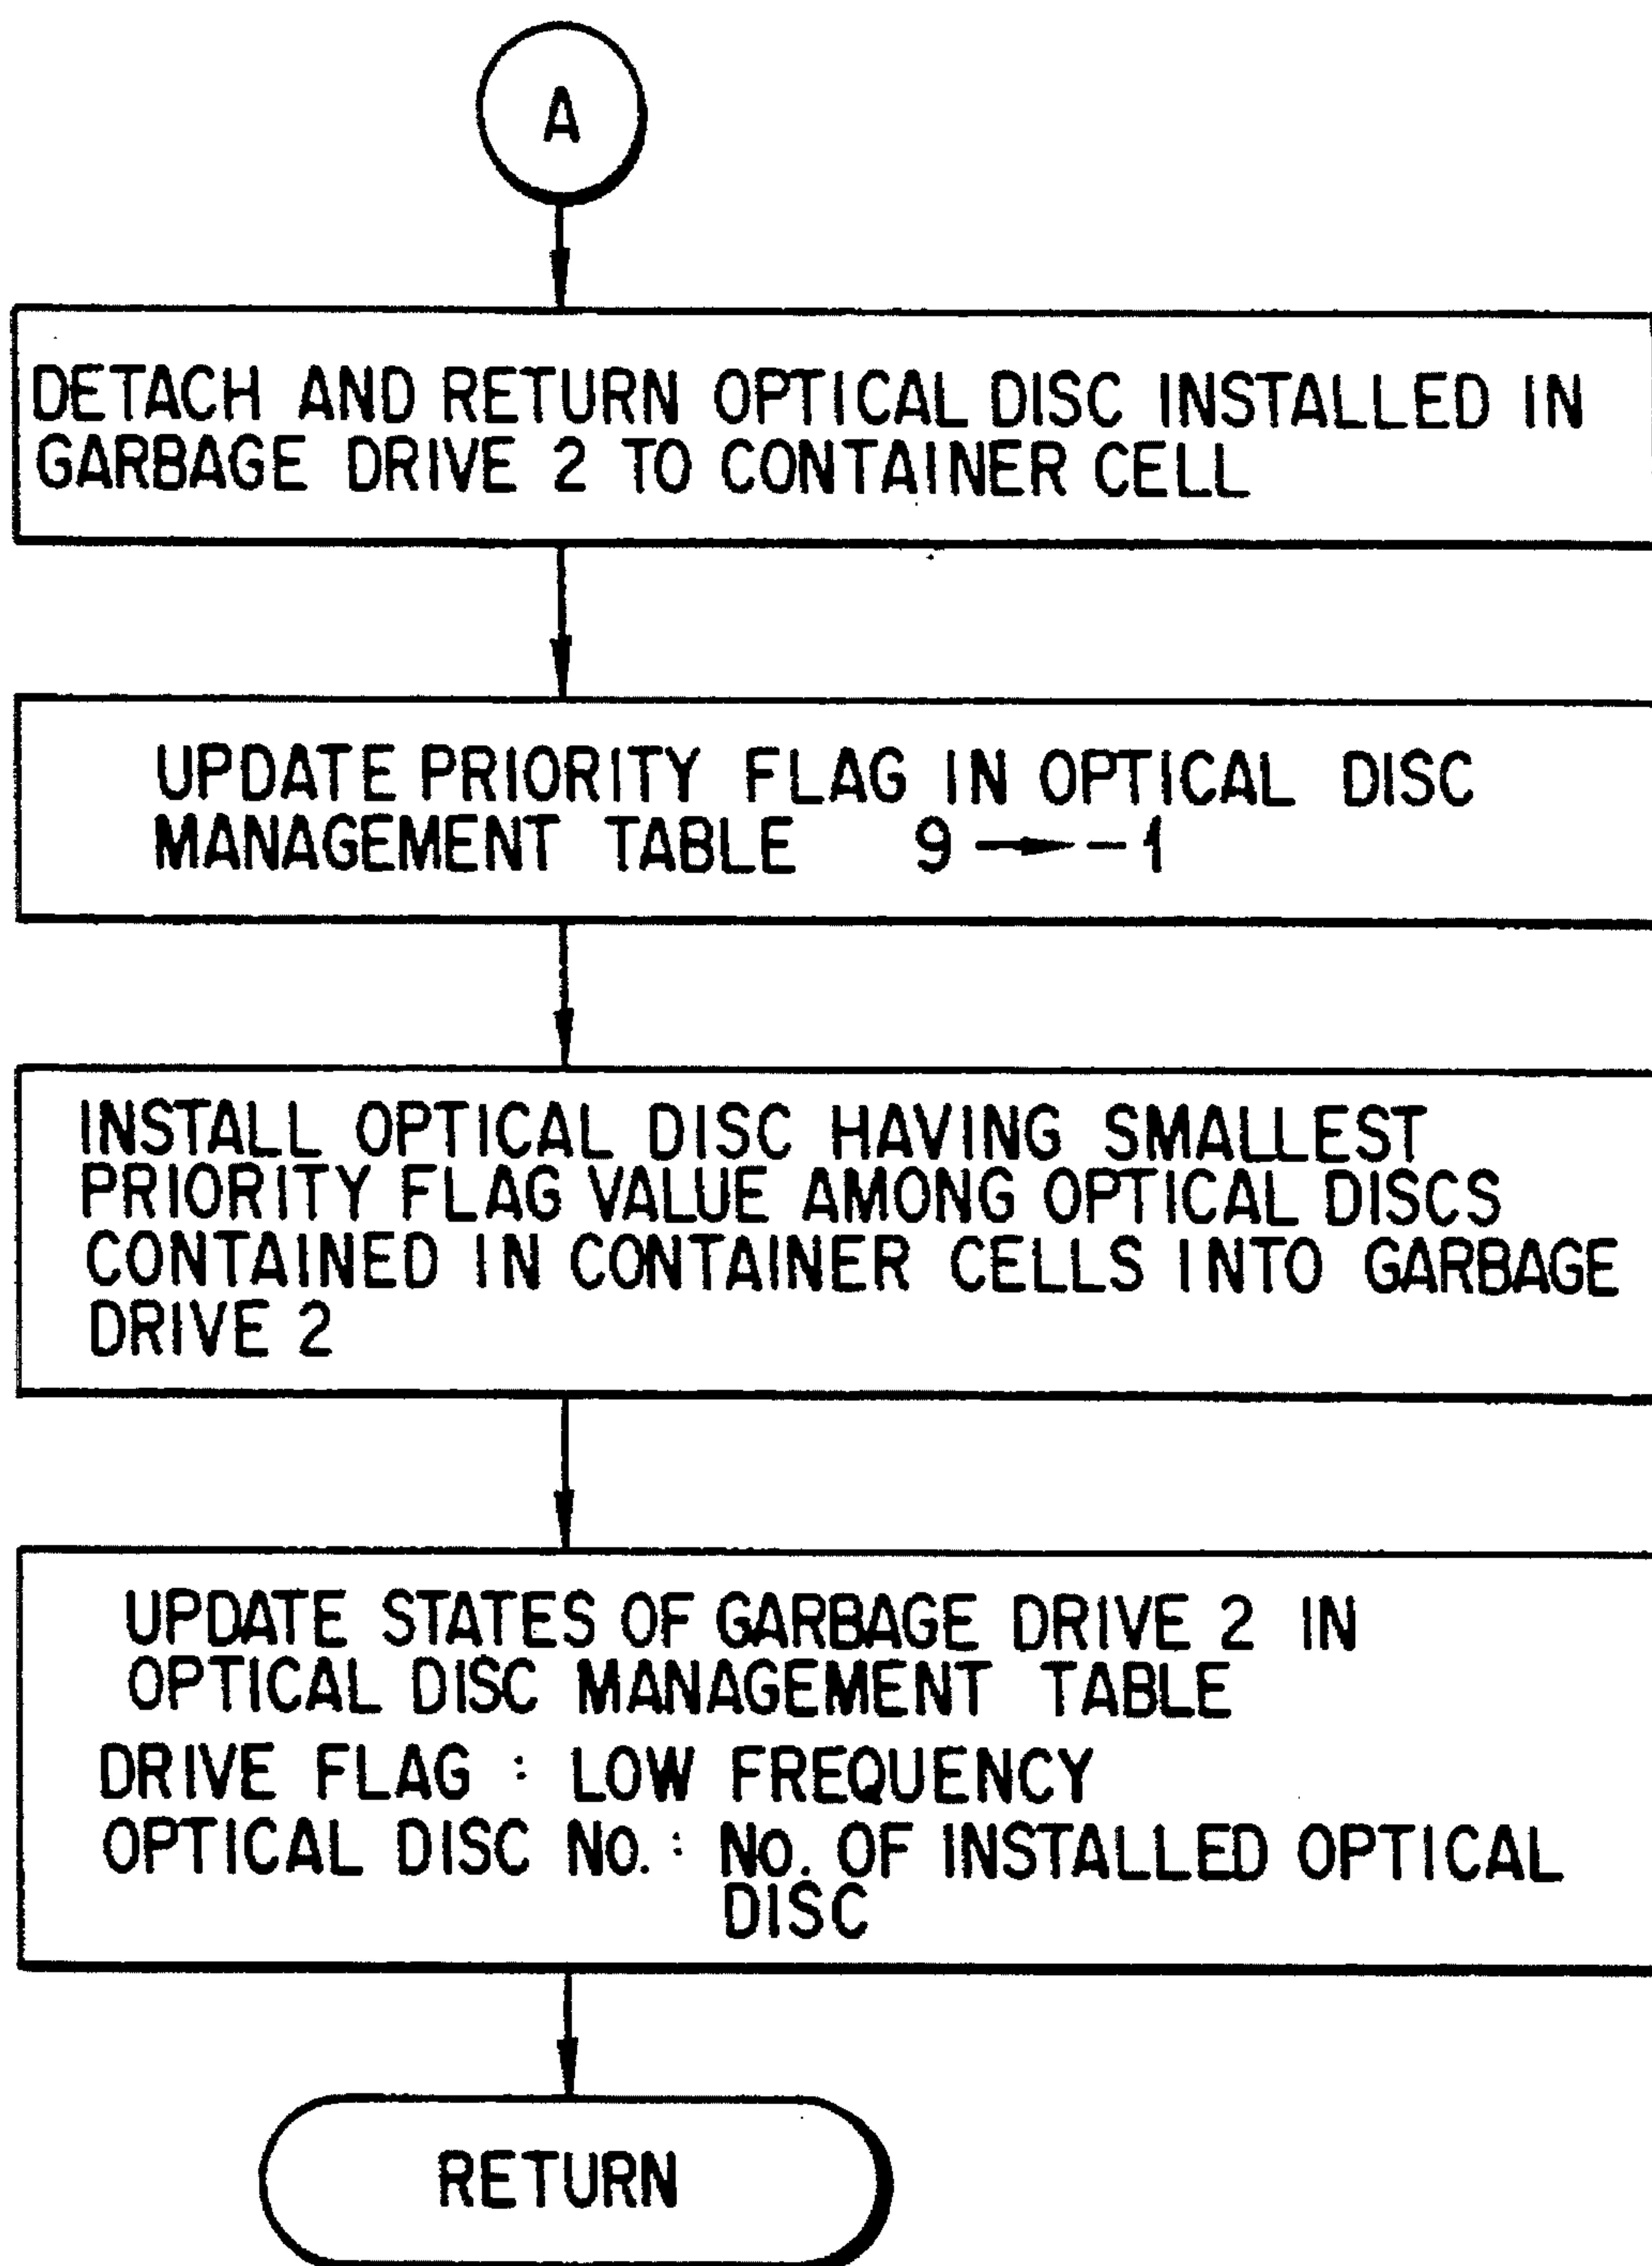 A
DETACH AND RETURN OPTICAL DISC INSTALLED IN
GARBAGE DRIVE 2 TO CONTAINER CELL
UPDATE PRIORITY FLAG IN OPTICAL DISC
MANAGEMENT TABLE 9 → -1
INSTALL OPTICAL DISC HAVING SMALLEST
PRIORITY FLAG VALUE AMONG OPTICAL DISCS
CONTAINED IN CONTAINER CELLS INTO GARBAGE
DRIVE 2
UPDATE STATES OF GARBAGE DRIVE 2 IN
OPTICAL DISC MANAGEMENT TABLE
DRIVE FLAG : LOW FREQUENCY
OPTICAL DISC No. : No. OF INSTALLED OPTICAL
DISC
RETURN